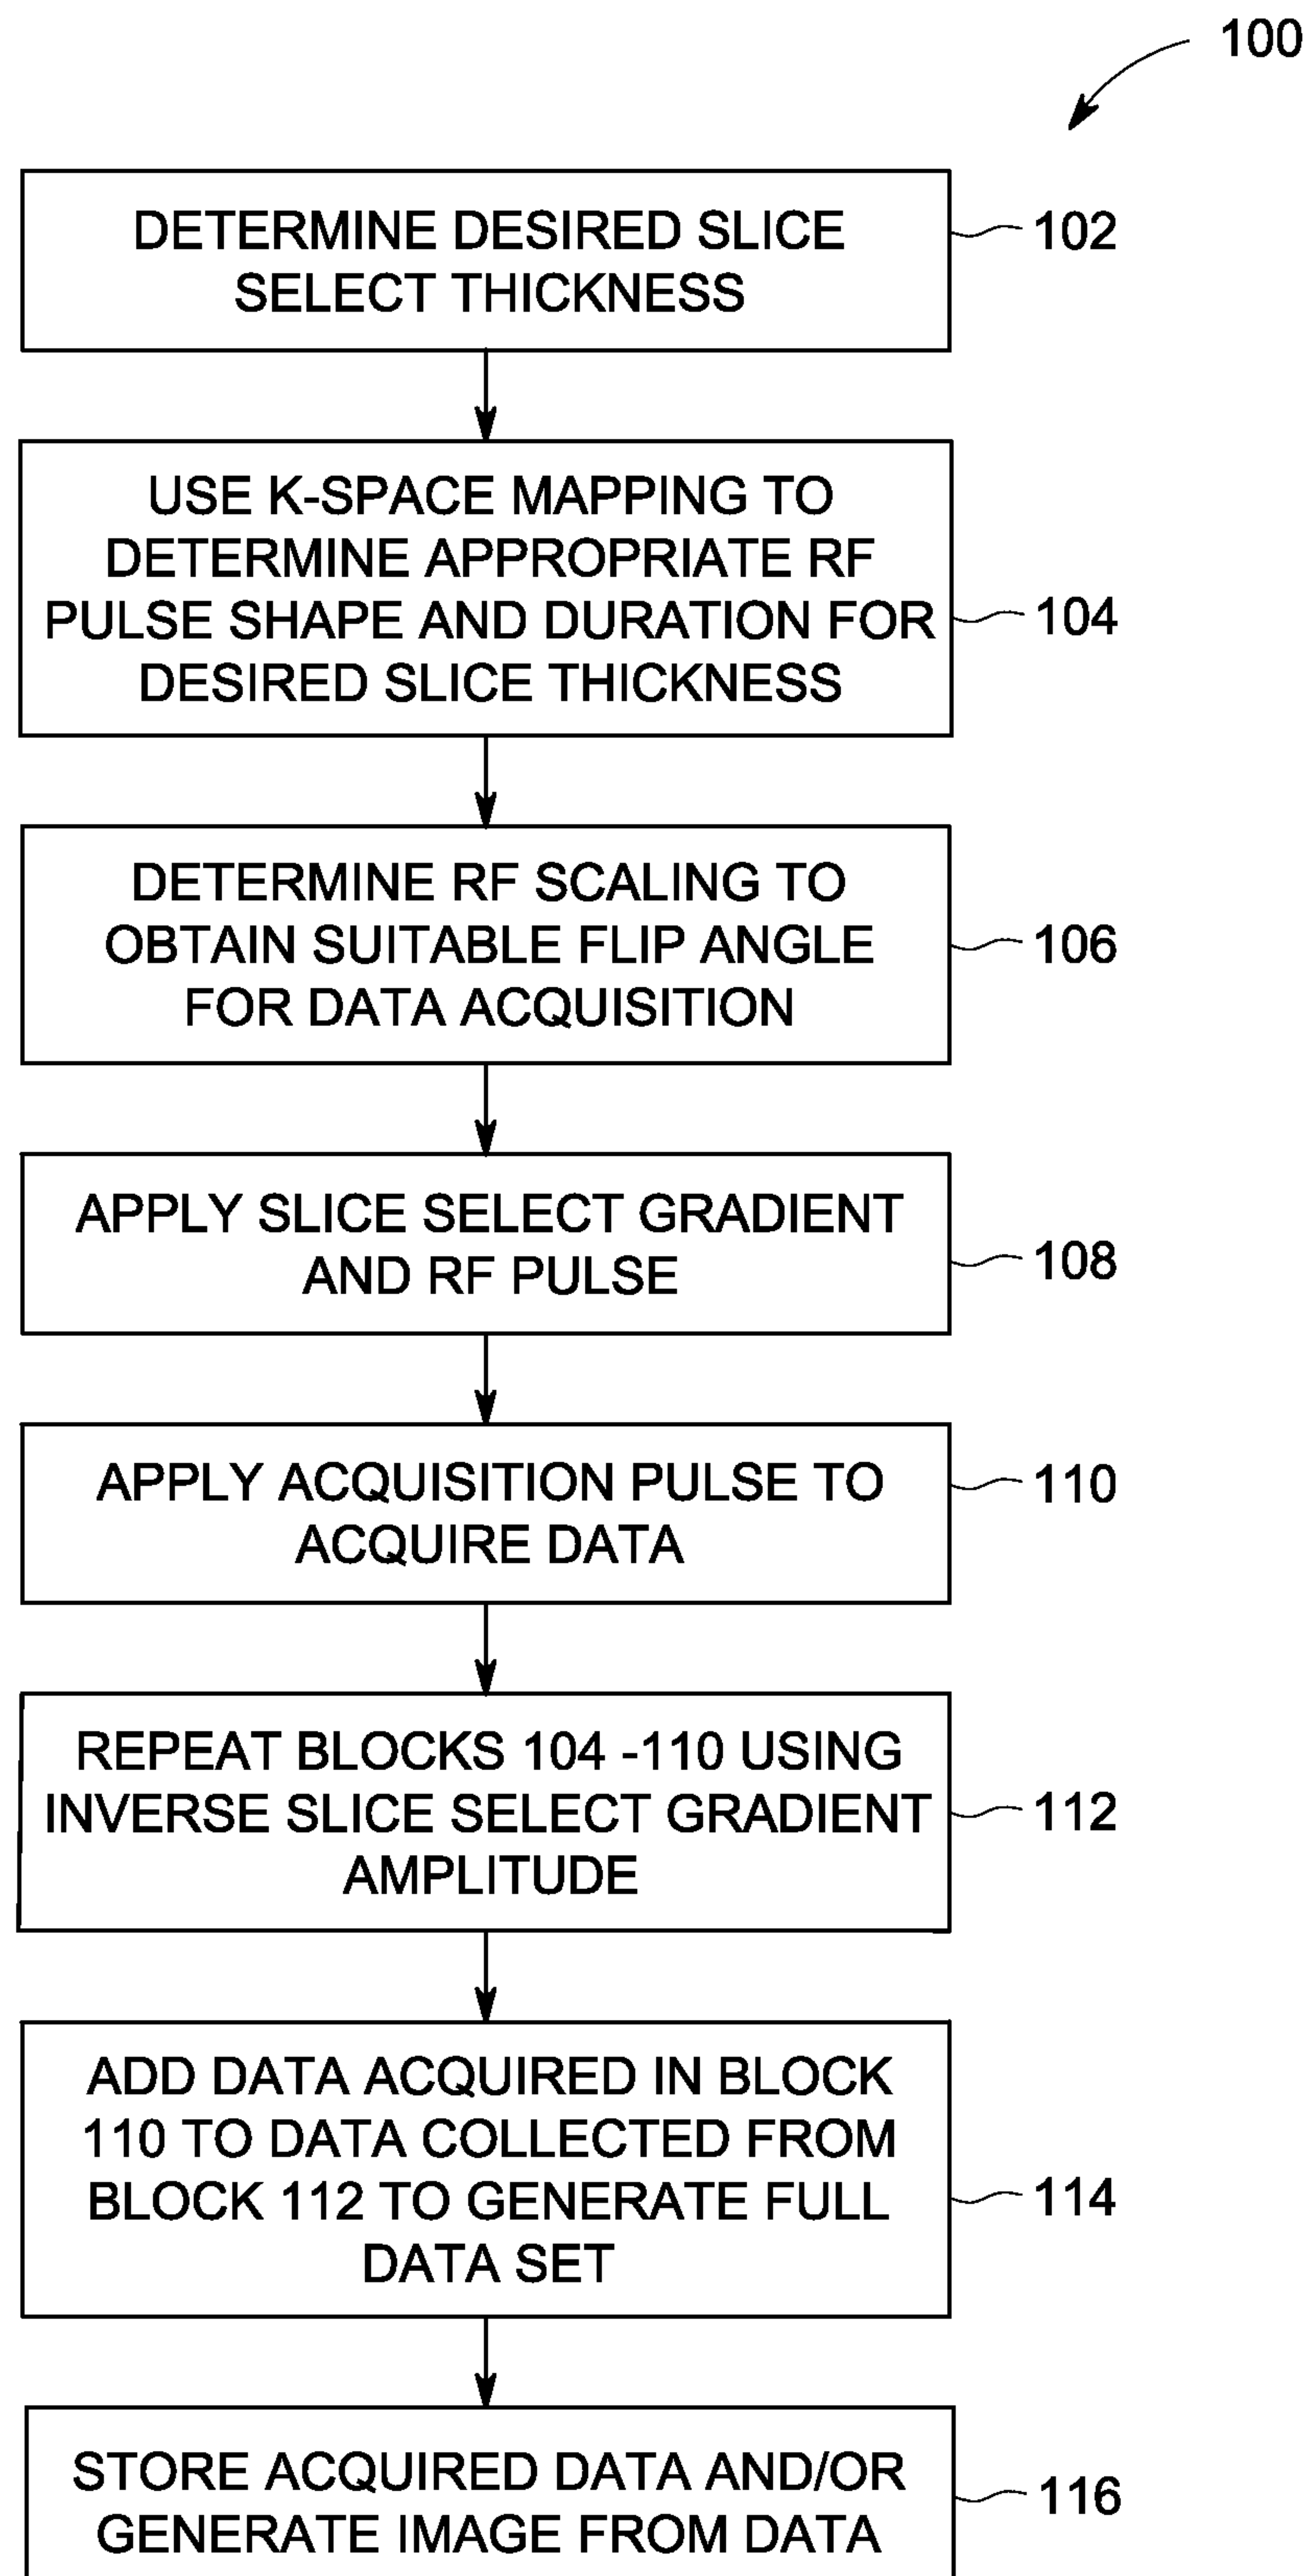 100
DETERMINE DESIRED SLICE
SELECT THICKNESS
102
USE K-SPACE MAPPING TO
DETERMINE APPROPRIATE RF
PULSE SHAPE AND DURATION FOR
DESIRED SLICE THICKNESS
104
DETERMINE RF SCALING TO
OBTAIN SUITABLE FLIP ANGLE
FOR DATA ACQUISITION
106
APPLY SLICE SELECT GRADIENT
AND RF PULSE
108
APPLY ACQUISITION PULSE TO
ACQUIRE DATA
110
REPEAT BLOCKS 104 -110 USING
INVERSE SLICE SELECT GRADIENT
AMPLITUDE
112
ADD DATA ACQUIRED IN BLOCK
110 TO DATA COLLECTED FROM
BLOCK 112 TO GENERATE FULL
DATA SET
114
STORE ACQUIRED DATA AND/OR
GENERATE IMAGE FROM DATA
116